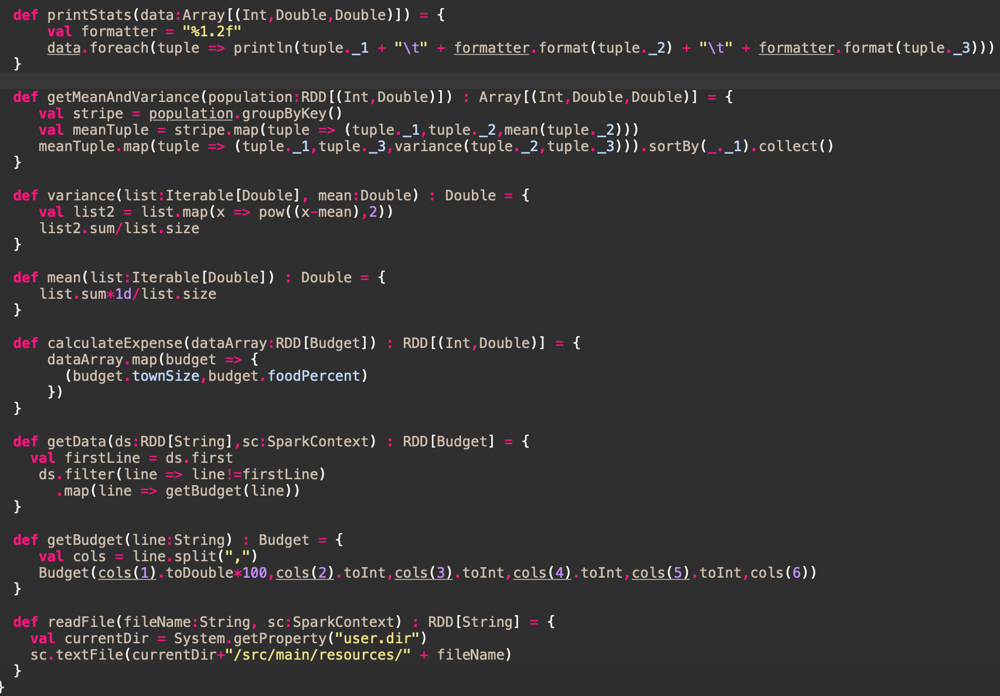 def printStats(data:Array[(Int,Double,Double)]) = {
    val formatter = "%1.2f"
    data.foreach(tuple => println(tuple._1 + "\t" + formatter.format(tuple._2) + "\t" + formatter.format(tuple._3)))
}

def getMeanAndVariance(population:RDD[(Int,Double)]) : Array[(Int,Double,Double)] = {
   val stripe = population.groupByKey()
   val meanTuple = stripe.map(tuple => (tuple._1,tuple._2,mean(tuple._2)))
   meanTuple.map(tuple => (tuple._1,tuple._3,variance(tuple._2,tuple._3))).sortBy(_._1).collect()
}

def variance(list:Iterable[Double], mean:Double) : Double = {
   val list2 = list.map(x => pow((x-mean),2))
   list2.sum/list.size
}

def mean(list:Iterable[Double]) : Double = {
   list.sum*1d/list.size
}

def calculateExpense(dataArray:RDD[Budget]) : RDD[(Int,Double)] = {
    dataArray.map(budget => {
      (budget.townSize,budget.foodPercent)
    })
}

def getData(ds:RDD[String],sc:SparkContext) : RDD[Budget] = {
  val firstLine = ds.first
   ds.filter(line => line!=firstLine)
     .map(line => getBudget(line))
}

def getBudget(line:String) : Budget = {
   val cols = line.split(",")
   Budget(cols(1).toDouble*100,cols(2).toInt,cols(3).toInt,cols(4).toInt,cols(5).toInt,cols(6))
}

def readFile(fileName:String, sc:SparkContext) : RDD[String] = {
  val currentDir = System.getProperty("user.dir")
  sc.textFile(currentDir+"/src/main/resources/" + fileName)
}
}